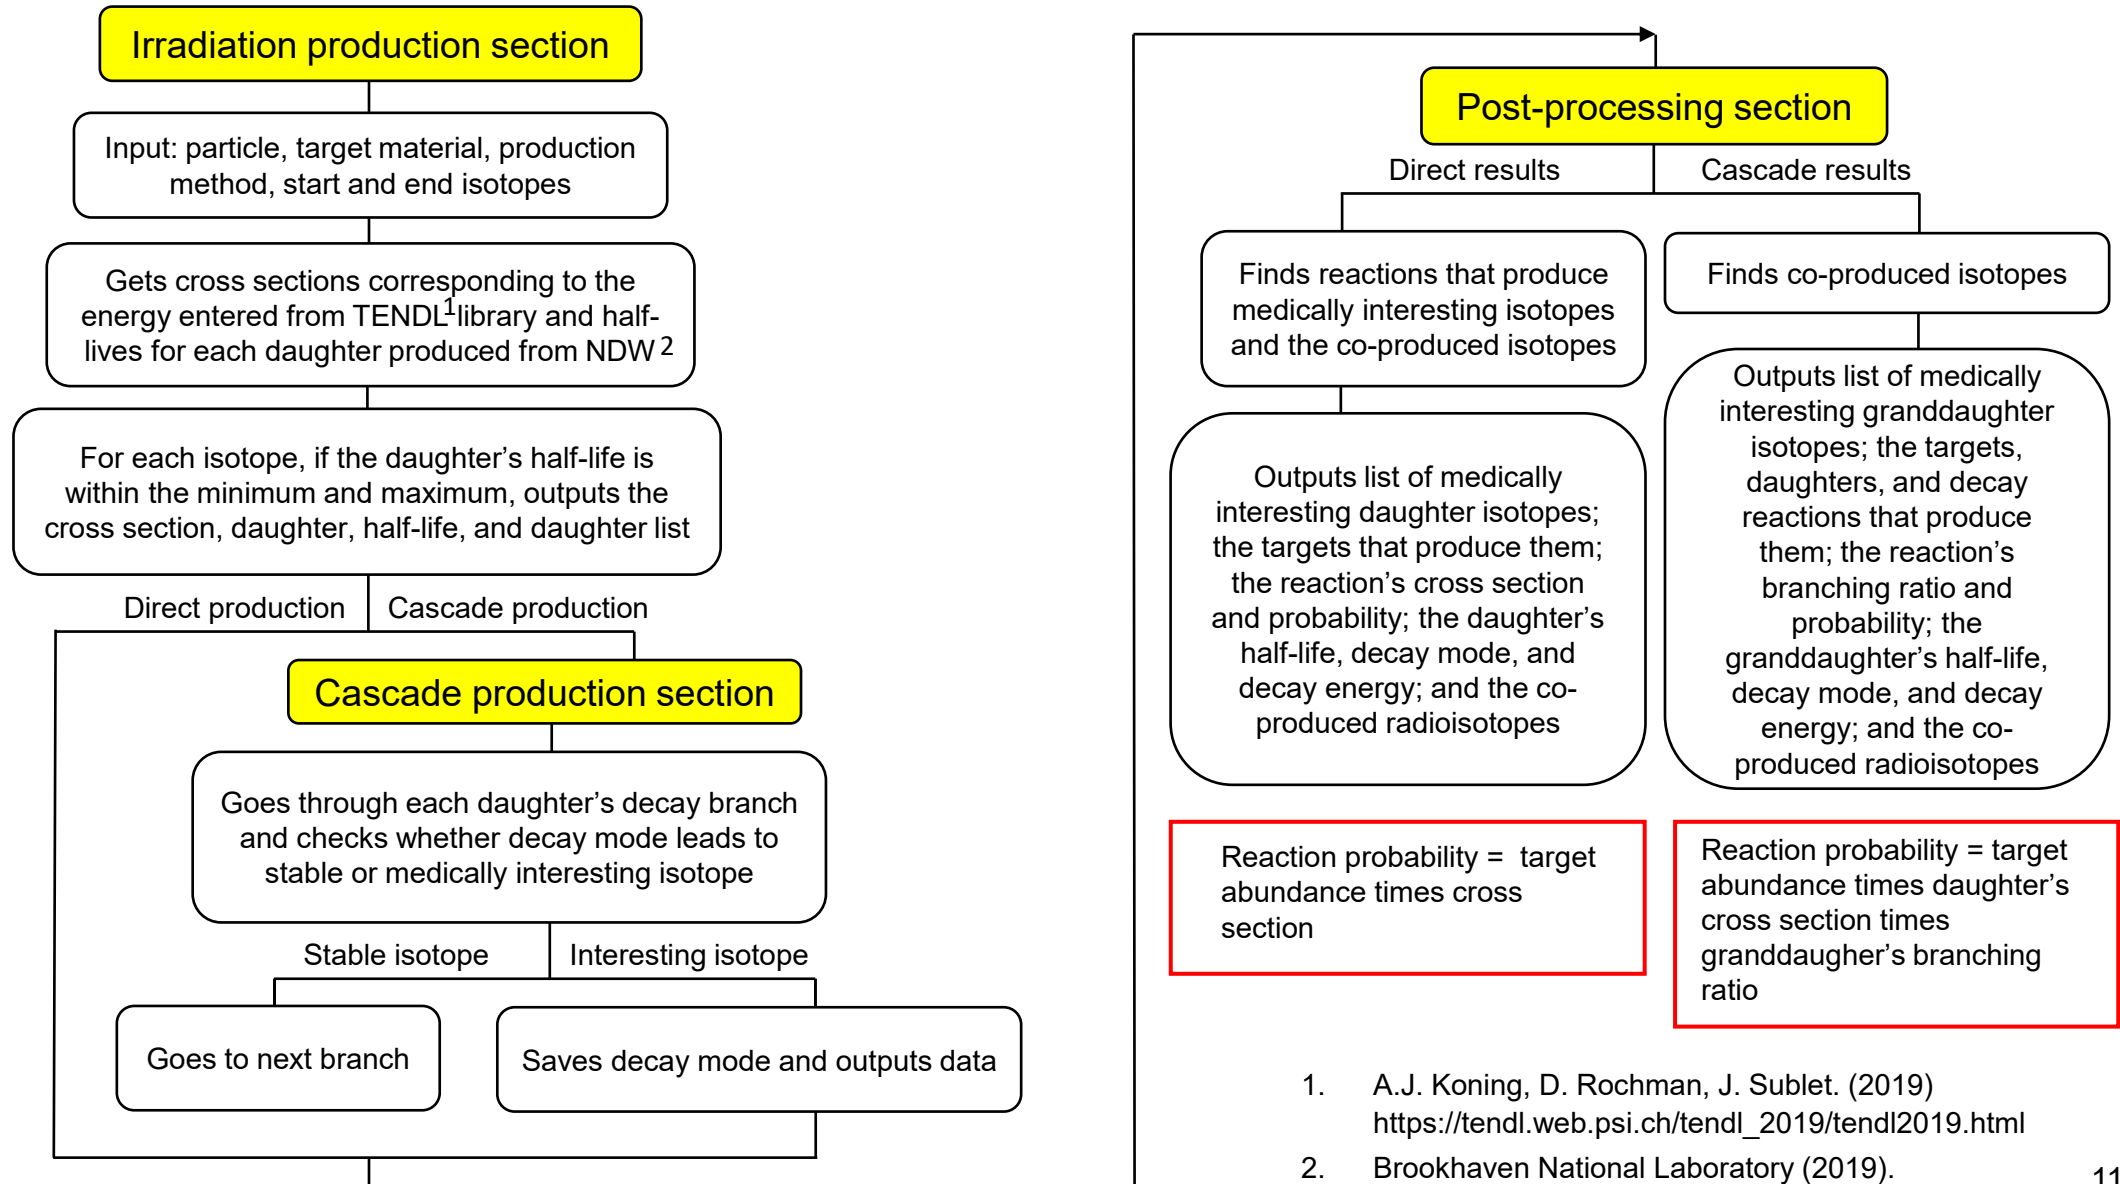 Irradiation production section
Input: particle, target material, production
method, start and end isotopes
Gets cross sections corresponding to the
energy entered from TENDL1 library and half-
lives for each daughter produced from NDW 2
For each isotope, if the daughter’s half-life is
within the minimum and maximum, outputs the
cross section, daughter, half-life, and daughter list
Direct production
Cascade production
Cascade production section
Goes through each daughter’s decay branch
and checks whether decay mode leads to
stable or medically interesting isotope
Stable isotope
Interesting isotope
Goes to next branch
Saves decay mode and outputs data
Post-processing section
Direct results
Cascade results
Finds reactions that produce
medically interesting isotopes
and the co-produced isotopes
Outputs list of medically
interesting daughter isotopes;
the targets that produce them;
the reaction’s cross section
and probability; the daughter’s
half-life, decay mode, and
decay energy; and the co-
produced radioisotopes
Reaction probability = target
abundance times cross
section
Finds co-produced isotopes
Outputs list of medically
interesting granddaughter
isotopes; the targets,
daughters, and decay
reactions that produce
them; the reaction’s
branching ratio and
probability; the
granddaughter’s half-life,
decay mode, and decay
energy; and the co-
produced radioisotopes
Reaction probability = target
abundance times daughter’s
cross section times
granddaugher’s branching
ratio
1. A.J. Koning, D. Rochman, J. Sublet. (2019)
https://tendl.web.psi.ch/tendl_2019/tendl2019.html
2. Brookhaven National Laboratory (2019).
11